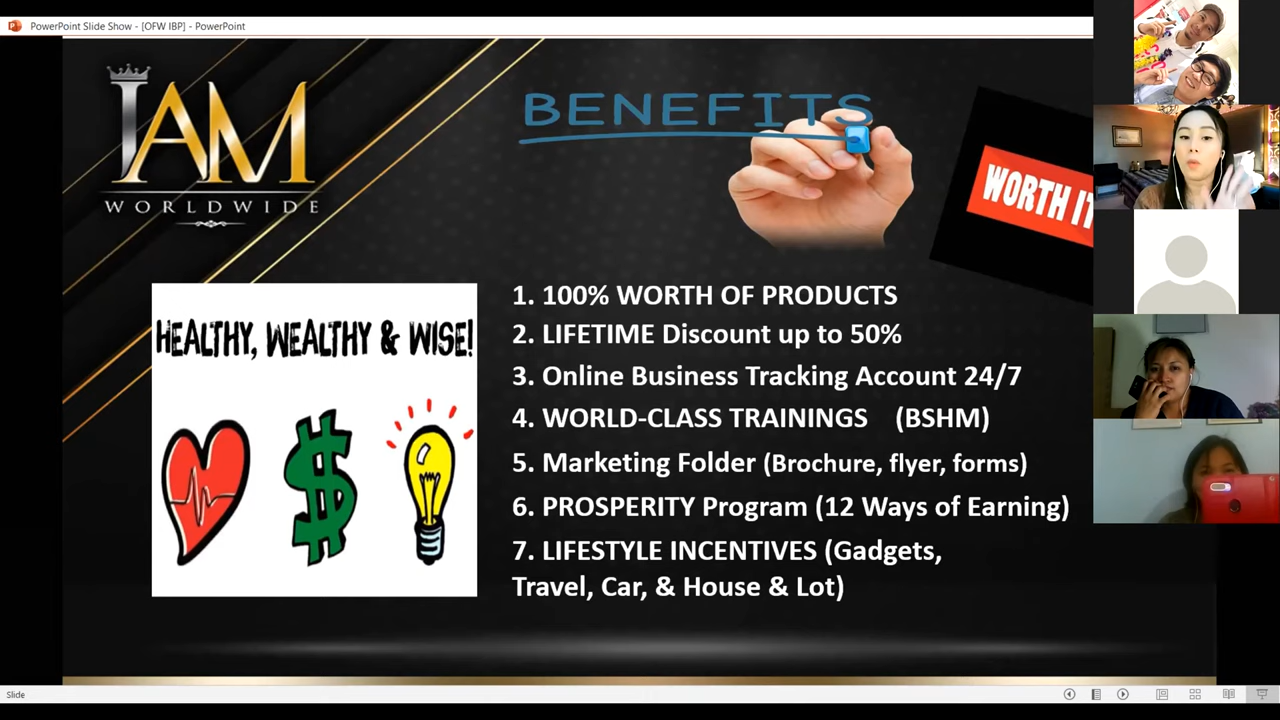 PowerPoint Slide Show - [OFW IBP] - PowerPoint
IAM
WORLDWIDE
BENEFITS
WORTH IT
HEALTHY, WEALTHY & WISE!
1. 100% WORTH OF PRODUCTS
2. LIFETIME Discount up to 50%
3. Online Business Tracking Account 24/7
4. WORLD-CLASS TRAININGS (BSHM)
5. Marketing Folder (Brochure, flyer, forms)
6. PROSPERITY Program (12 Ways of Earning)
7. LIFESTYLE INCENTIVES (Gadgets,
Travel, Car, & House & Lot)
Slide